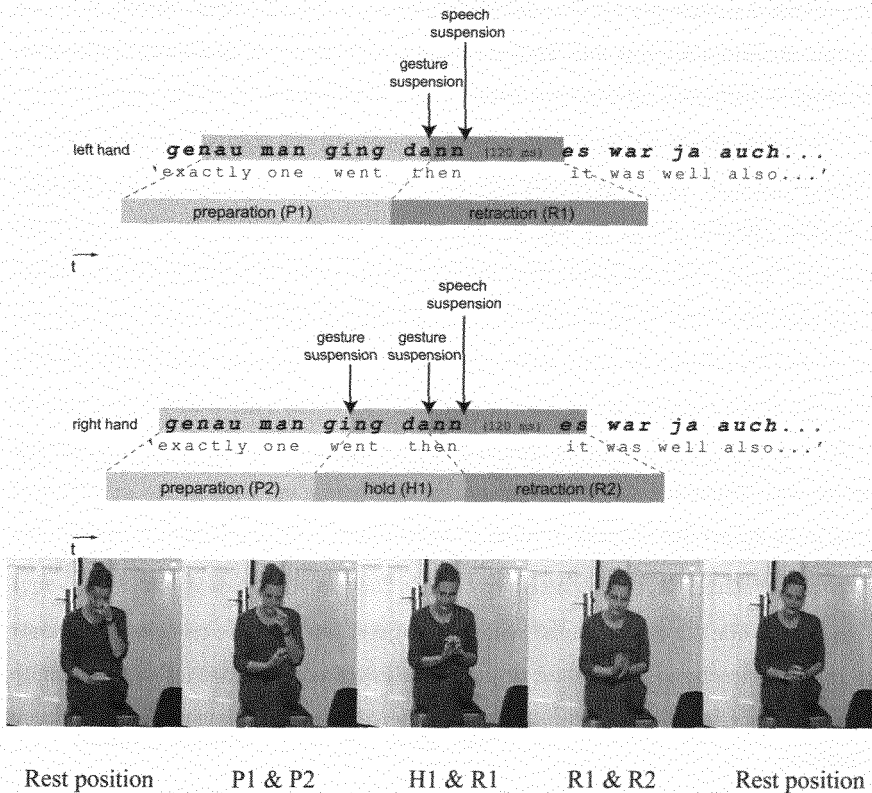 speech
suspension
gesture
suspension
left hand genau man ging dann (120 ms) es war ja auch...
'exactly one went then it was well also...'
preparation (P1) retraction (R1)
t
speech
suspension
gesture gesture
suspension suspension
right hand genau man ging dann (120 ms) es war ja auch...
'exactly one went then it was well also...'
preparation (P2) hold (H1) retraction (R2)
t
Rest position P1 & P2 H1 & R1 R1 & R2 Rest position